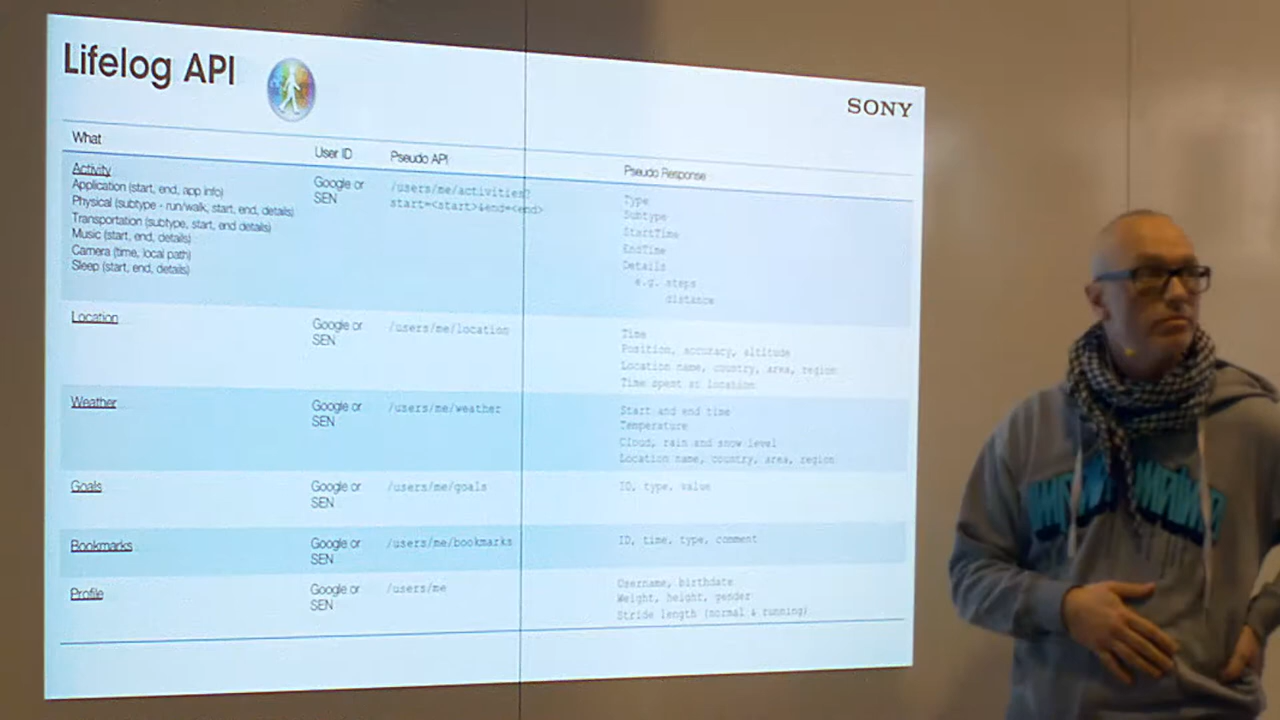 Lifelog API
SONY
What
User ID
Pseudo API
Pseudo Response
Activity
Application (start, end, app info)
Physical (subtype - run/walk, start, end, details)
Transportation (subtype, start, end details)
Music (start, end, details)
Camera (time, local path)
Sleep (start, end, details)
Google or
SEN
/users/me/activities?
start=<start>&end=<end>
Type
Subtype
StartTime
EndTime
Details
e.g. steps
distance
Location
Google or
SEN
/users/me/location
Time
Position, accuracy, altitude
Location name, country, area, region
Time spent at location
Weather
Google or
SEN
/users/me/weather
Start and end time
Temperature
Cloud, rain and snow level
Location name, country, area, region
Goals
Google or
SEN
/users/me/goals
ID, type, value
Bookmarks
Google or
SEN
/users/me/bookmarks
ID, time, type, comment
Profile
Google or
SEN
/users/me
Username, birthdate
Weight, height, gender
Stride length (normal & running)